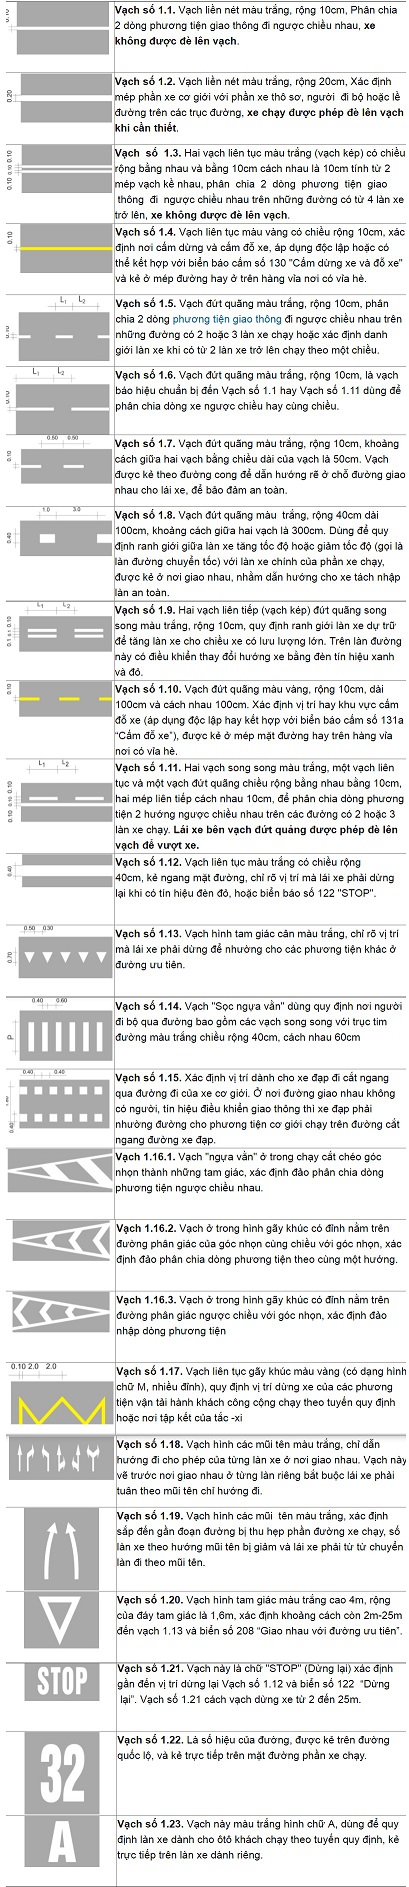 0.10
Vạch số 1.1. Vạch liền nét màu trắng, rộng 10cm, Phân chia
2 dòng phương tiện giao thông đi ngược chiều nhau, xe
không được đè lên vạch.
0.20
Vạch số 1.2. Vạch liền nét màu trắng, rộng 20cm, Xác định
mép phần xe cơ giới với phần xe thô sơ, người đi bộ hoặc lề
đường trên các trục đường, xe chạy được phép đè lên vạch
khi cần thiết.
0.10 0.10 0.10
Vạch số 1.3. Hai vạch liên tục màu trắng (vạch kép) có chiều
rộng bằng nhau và bằng 10cm cách nhau là 10cm tính từ 2
mép vạch kề nhau, phân chia 2 dòng phương tiện giao
thông đi ngược chiều nhau trên những đường có từ 4 làn xe
trở lên, xe không được đè lên vạch.
0.10
Vạch số 1.4. Vạch liên tục màu vàng có chiều rộng 10cm, xác
định nơi cấm dừng và cấm đỗ xe, áp dụng độc lập hoặc có
thể kết hợp với biển báo cấm số 130 "Cấm dừng xe và đỗ xe"
và kẻ ở mép đường hay ở trên hàng vỉa nơi có vỉa hè.
L1 L2
0.10
Vạch số 1.5. Vạch đứt quãng màu trắng, rộng 10cm, phân
chia 2 dòng phương tiện giao thông đi ngược chiều nhau trên
những đường có 2 hoặc 3 làn xe chạy hoặc xác định danh
giới làn xe khi có từ 2 làn xe trở lên chạy theo một chiều.
L1 L2
0.10
Vạch số 1.6. Vạch đứt quãng màu trắng, rộng 10cm, là vạch
báo hiệu chuẩn bị đến Vạch số 1.1 hay Vạch số 1.11 dùng để
phân chia dòng xe ngược chiều hay cùng chiều.
0.50 0.50
0.10
Vạch số 1.7. Vạch đứt quãng màu trắng, rộng 10cm, khoảng
cách giữa hai vạch bằng chiều dài của vạch là 50cm. Vạch
được kẻ theo đường cong để dẫn hướng rẽ ở chỗ đường giao
nhau cho lái xe, để bảo đảm an toàn.
1.0 3.0
0.40
Vạch số 1.8. Vạch đứt quãng màu trắng, rộng 40cm dài
100cm, khoảng cách giữa hai vạch là 300cm. Dùng để quy
định ranh giới giữa làn xe tăng tốc độ hoặc giảm tốc độ (gọi là
làn đường chuyển tốc) với làn xe chính của phần xe chạy,
được kẻ ở nơi giao nhau, nhằm dẫn hướng cho xe tách nhập
làn an toàn.
L1 L2
Vạch số 1.9. Hai vạch liên tiếp (vạch kép) đứt quãng song
song màu trắng, rộng 10cm, quy định ranh giới làn xe dự trữ
để tăng làn xe cho chiều xe có lưu lượng lớn. Trên làn đường
này có điều khiển thay đổi hướng xe bằng đèn tín hiệu xanh
và đỏ.
0.10
Vạch số 1.10. Vạch đứt quãng màu vàng, rộng 10cm, dài
100cm và cách nhau 100cm. Xác định vị trí hay khu vực cấm
đỗ xe (áp dụng độc lập hay kết hợp với biển báo cấm số 131a
"Cấm đỗ xe"), được kẻ ở mép mặt đường hay trên hàng vỉa
nơi có vỉa hè.
L1 L2
0.10 0.10 0.10
Vạch số 1.11. Hai vạch song song màu trắng, một vạch liên
tục và một vạch đứt quãng chiều rộng bằng nhau bằng 10cm,
hai mép liên tiếp cách nhau 10cm, để phân chia dòng phương
tiện 2 hướng ngược chiều nhau trên các đường có 2 hoặc 3
làn xe chạy. Lái xe bên vạch đứt quảng được phép đè lên
vạch để vượt xe.
0.40
Vạch số 1.12. Vạch liên tục màu trắng có chiều rộng
40cm, kẻ ngang mặt đường, chỉ rõ vị trí mà lái xe phải dừng
lại khi có tín hiệu đèn đỏ, hoặc biển báo số 122 "STOP".
0.50 0.30
0.70
Vạch số 1.13. Vạch hình tam giác cân màu trắng, chỉ rõ vị trí
mà lái xe phải dừng để nhường cho các phương tiện khác ở
đường ưu tiên.
0.40 0.60
P
Vạch số 1.14. Vạch "Sọc ngựa vằn" dùng quy định nơi người
đi bộ qua đường bao gồm các vạch song song với trục tim
đường màu trắng chiều rộng 40cm, cách nhau 60cm
0.40 0.40
0.40
Vạch số 1.15. Xác định vị trí dành cho xe đạp đi cắt ngang
qua đường đi của xe cơ giới. Ở nơi đường giao nhau không
có người, tín hiệu điều khiển giao thông thì xe đạp phải
nhường đường cho phương tiện cơ giới chạy trên đường cắt
ngang đường xe đạp.
Vạch 1.16.1. Vạch "ngựa vằn" ở trong chạy cắt chéo góc
nhọn thành những tam giác, xác định đảo phân chia dòng
phương tiện ngược chiều nhau.
Vạch 1.16.2. Vạch ở trong hình gãy khúc có đỉnh nằm trên
đường phân giác của góc nhọn cùng chiều với góc nhọn, xác
định đảo phân chia dòng phương tiện theo cùng một hướng.
Vạch 1.16.3. Vạch ở trong hình gãy khúc có đỉnh nằm trên
đường phân giác ngược chiều với góc nhọn, xác định đảo
nhập dòng phương tiện
0.10 2.0 2.0
Vạch số 1.17. Vạch liên tục gãy khúc màu vàng (có dạng hình
chữ M, nhiều đỉnh), quy định vị trí dừng xe của các phương
tiện vận tải hành khách công cộng chạy theo tuyến quy định
hoặc nơi tập kết của tắc -xi
Vạch số 1.18. Vạch hình các mũi tên màu trắng, chỉ dẫn
hướng đi cho phép của từng làn xe ở nơi giao nhau. Vạch này
vẽ trước nơi giao nhau ở từng làn riêng bắt buộc lái xe phải
tuân theo mũi tên chỉ hướng đi.
Vạch số 1.19. Vạch hình các mũi tên màu trắng, xác định
sắp đến gần đoạn đường bị thu hẹp phần đường xe chạy, số
làn xe theo hướng mũi tên bị giảm và lái xe phải từ từ chuyển
làn đi theo mũi tên.
Vạch số 1.20. Vạch hình tam giác màu trắng cao 4m, rộng
của đáy tam giác là 1,6m, xác định khoảng cách còn 2m-25m
đến vạch 1.13 và biển số 208 "Giao nhau với đường ưu tiên".
STOP
Vạch số 1.21. Vạch này là chữ "STOP" (Dừng lại) xác định
gần đến vị trí dừng lại Vạch số 1.12 và biển số 122 "Dừng
lại". Vạch số 1.21 cách vạch dừng xe từ 2 đến 25m.
32
Vạch số 1.22. Là số hiệu của đường, được kẻ trên đường
quốc lộ, và kẻ trực tiếp trên mặt đường phần xe chạy.
A
Vạch số 1.23. Vạch này màu trắng hình chữ A, dùng để quy
định làn xe dành cho ôtô khách chạy theo tuyến quy định, kẻ
trực tiếp trên làn xe dành riêng.